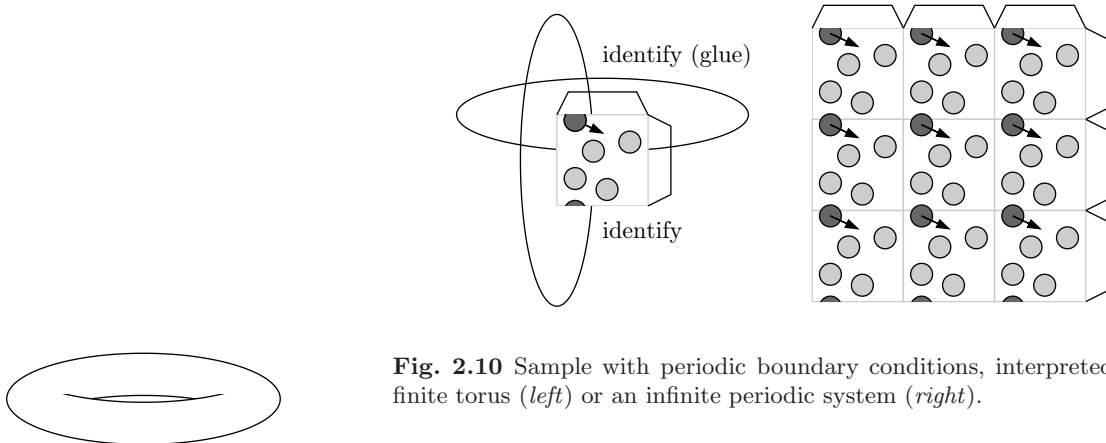 identify (glue)
identify
Fig. 2.10 Sample with periodic boundary conditions, interpreted
finite torus (left) or an infinite periodic system (right).